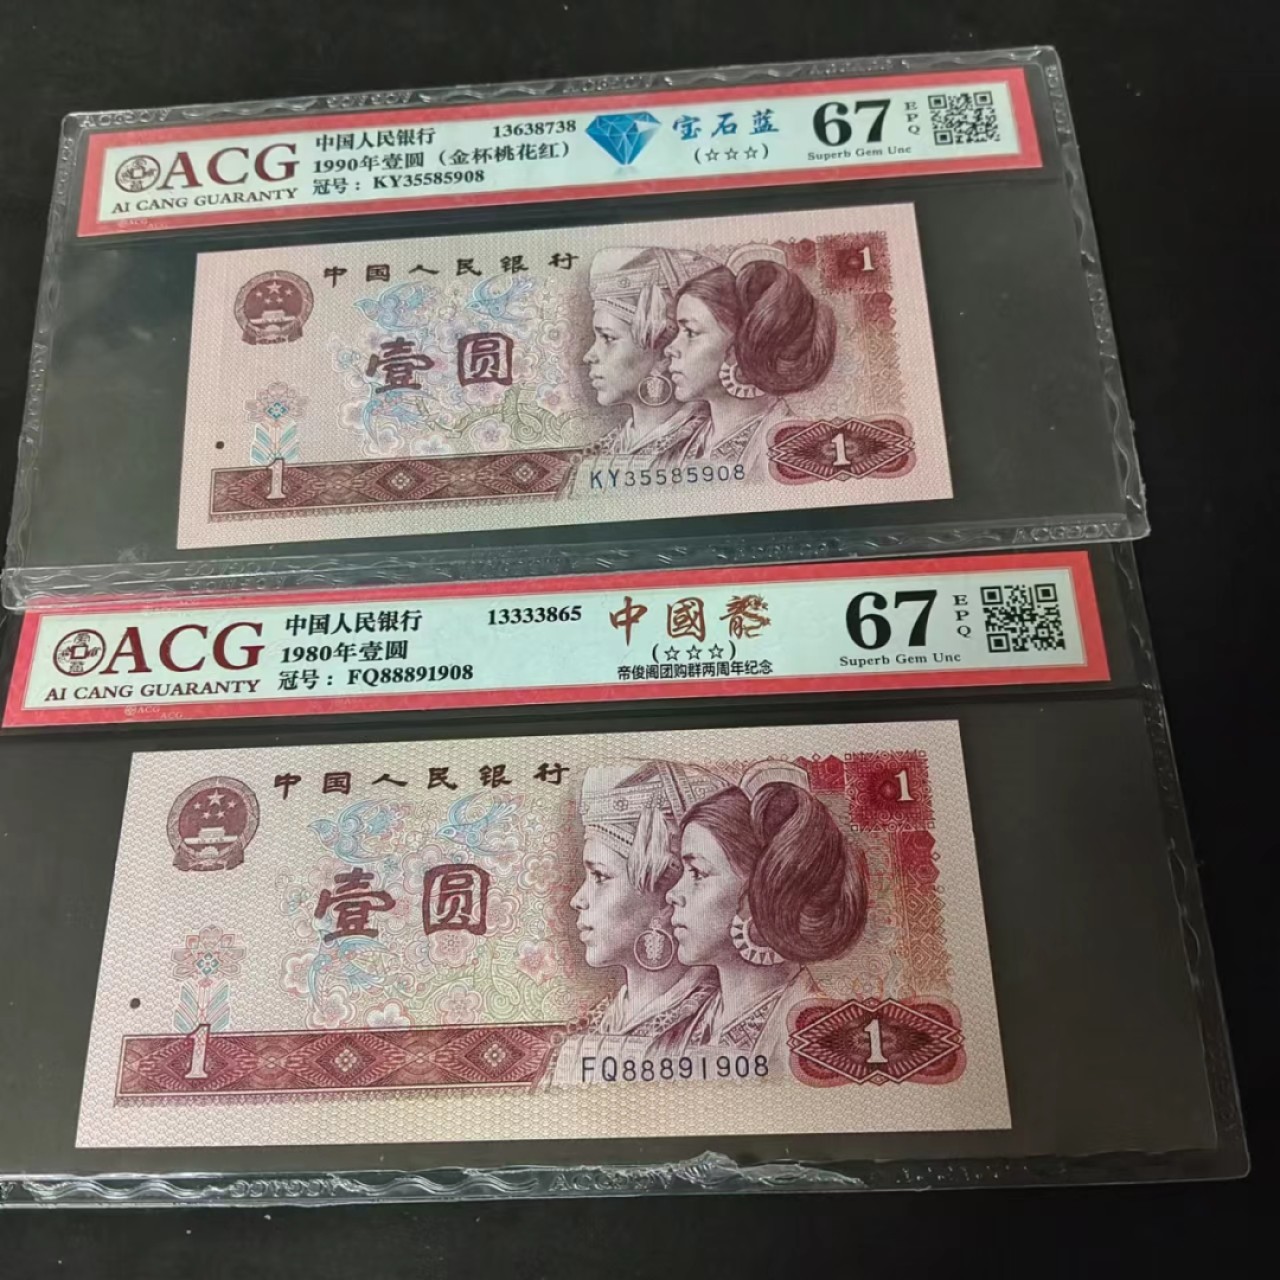 中国人民银行 13638738
ACG 1990年壹圆（金杯桃花红） 宝石蓝 67 EPQ
AI CANG GUARANTY 冠号：KY35585908 (☆☆☆) Superb Gem Unc
中国人民银行 1
壹圆
1 KY35585908 1
中国人民银行 13333865
ACG 1980年壹圆 中國龍 67 EPQ
AI CANG GUARANTY 冠号：FQ88891908 (☆☆☆) Superb Gem Unc
帝俊阁团购群两周年纪念
中国人民银行 1
壹圆
1 FQ88891908 1